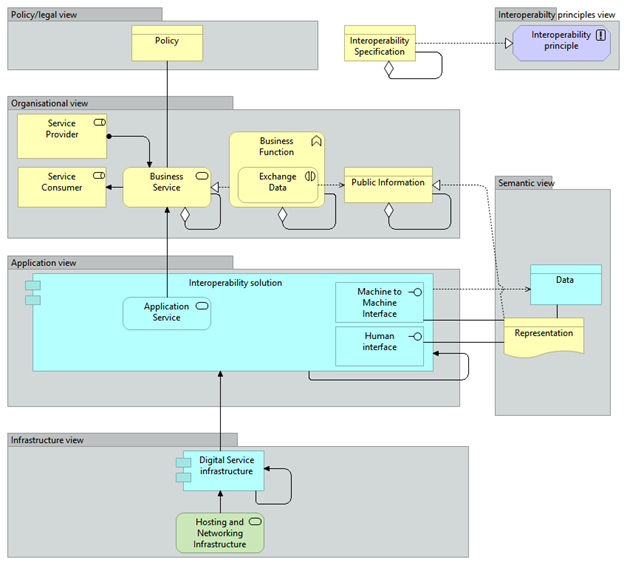 Policy/legal view
Policy
Interoperability
Specification
Interoperabilty principles view
Interoperability
principle
Organisational view
Service
Provider
Business
Function
Service
Consumer
Business
Service
Exchange
Data
Public Information
Semantic view
Application view
Interoperability solution
Application
Service
Machine to
Machine
Interface
Human
interface
Data
Representation
Infrastructure view
Digital Service
infrastructure
Hosting and
Networking
Infrastructure